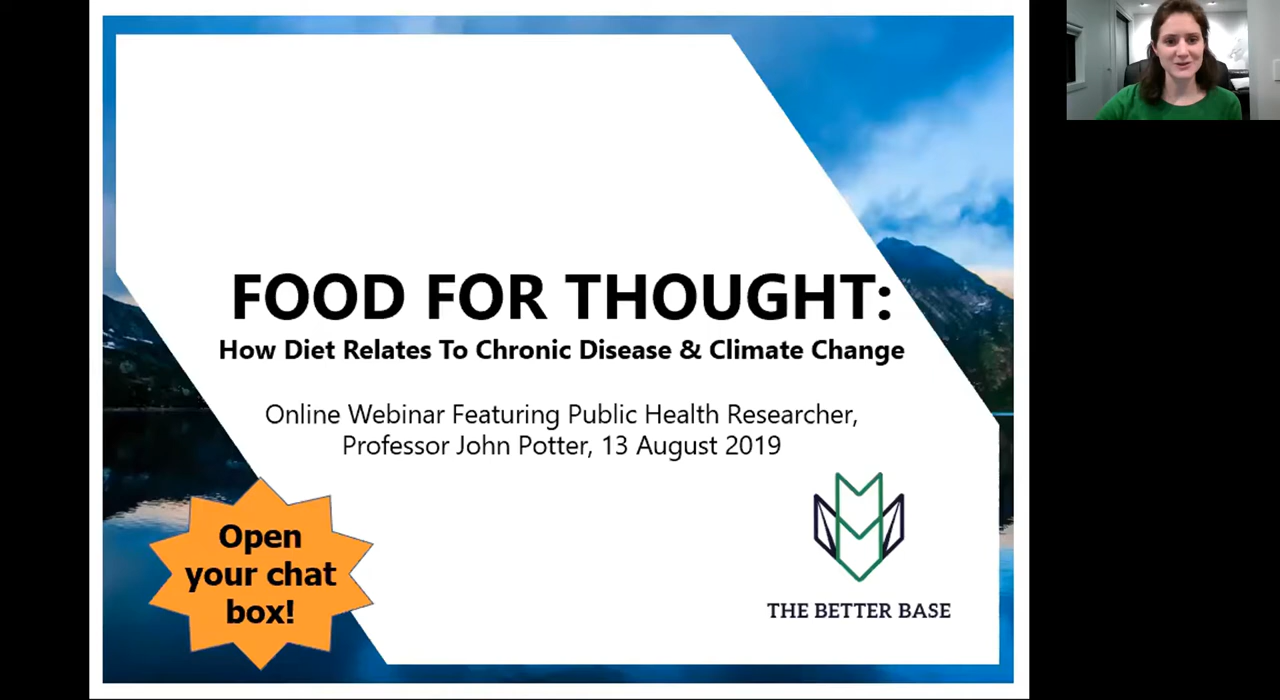 FOOD FOR THOUGHT:
How Diet Relates To Chronic Disease & Climate Change
Online Webinar Featuring Public Health Researcher,
Professor John Potter, 13 August 2019
Open
your chat
box!
THE BETTER BASE